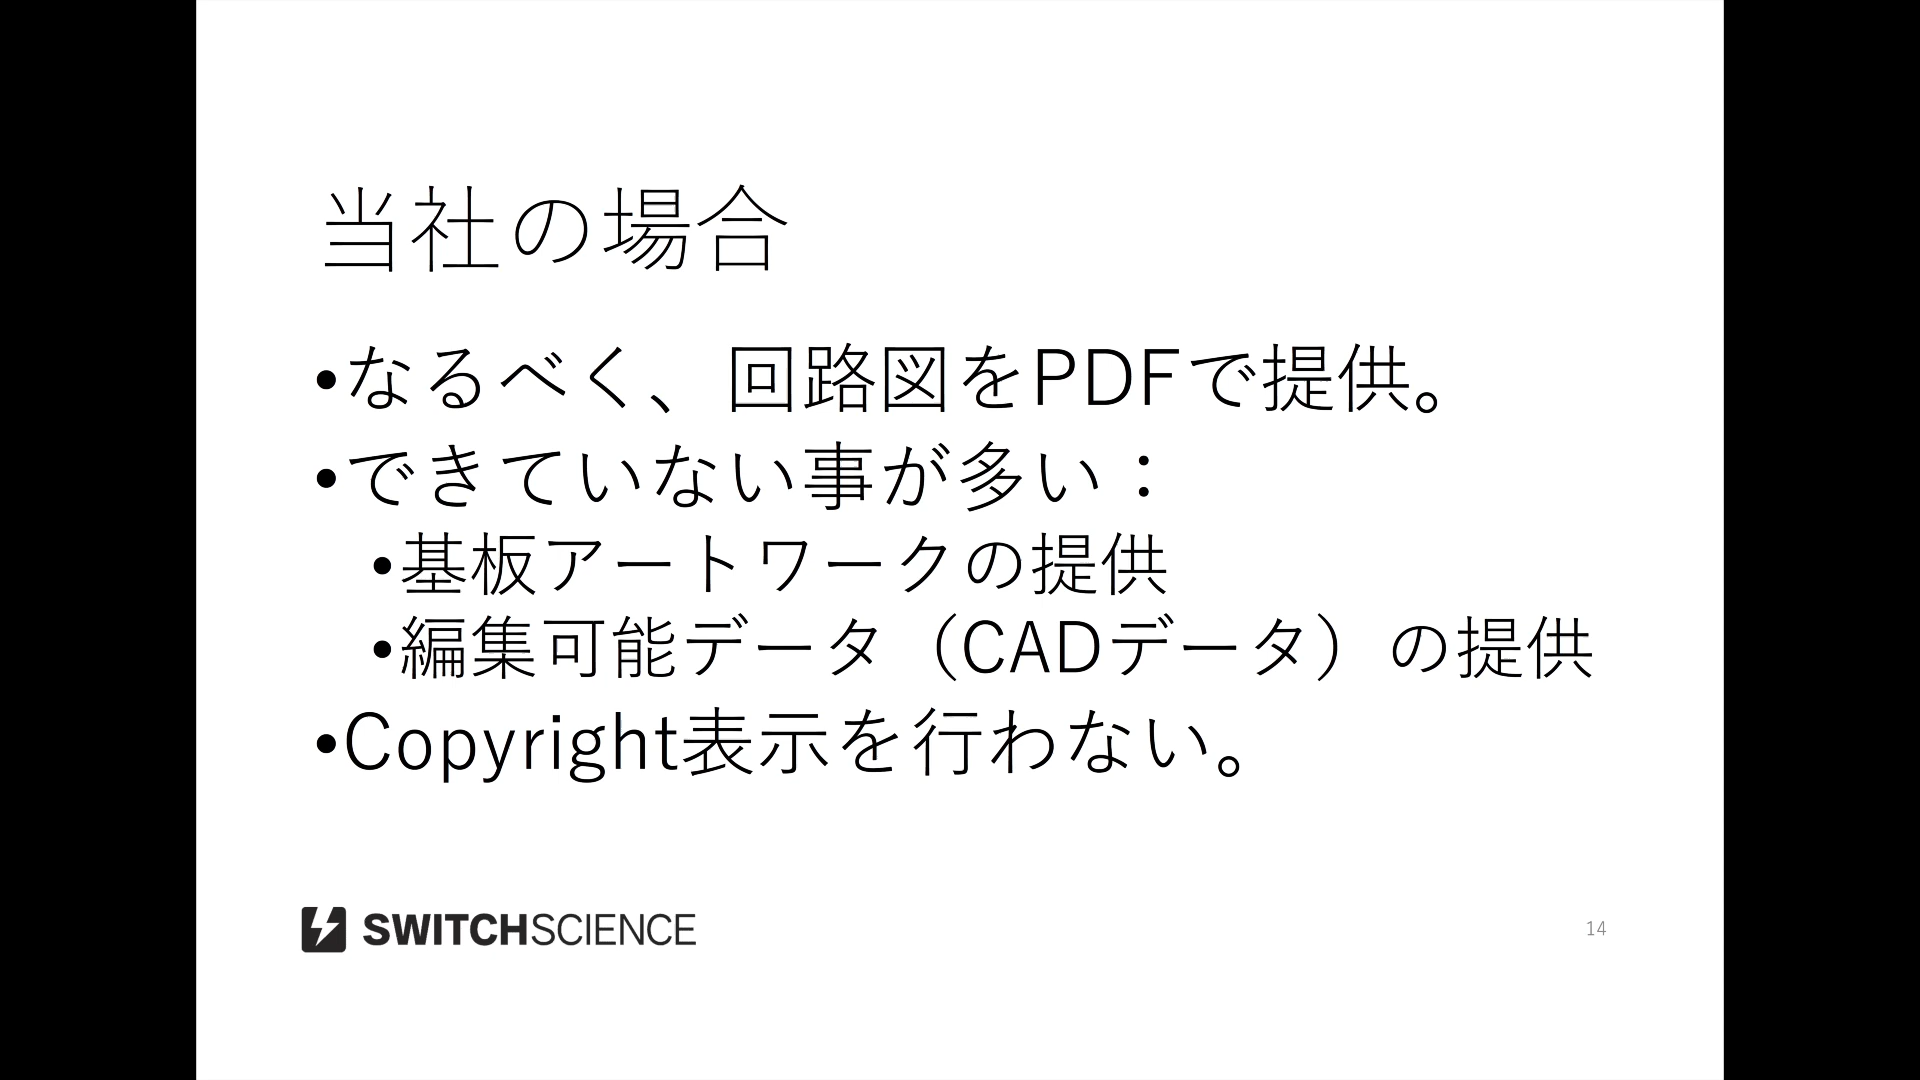 当社の場合
•なるべく、回路図をPDFで提供。
•できていない事が多い：
•基板アートワークの提供
•編集可能データ（CADデータ）の提供
•Copyright表示を行わない。
SWITCHSCIENCE
14